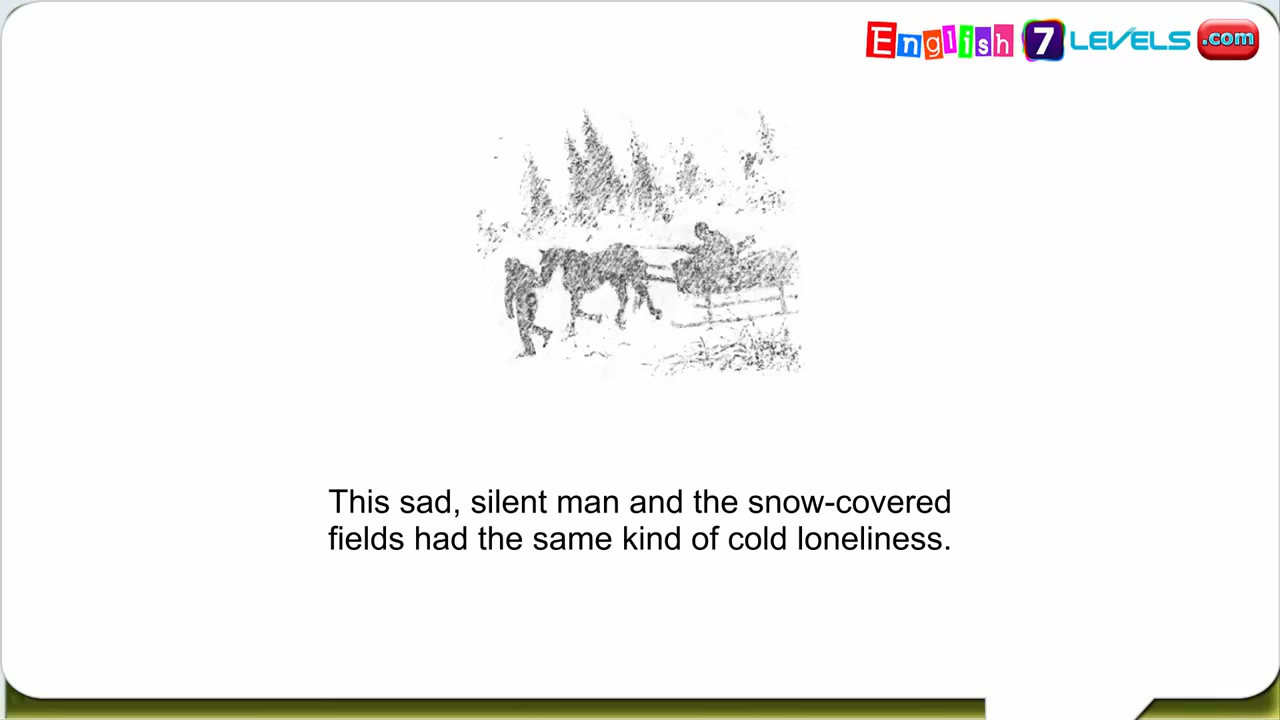 English 7 LEVELS .com
This sad, silent man and the snow-covered
fields had the same kind of cold loneliness.